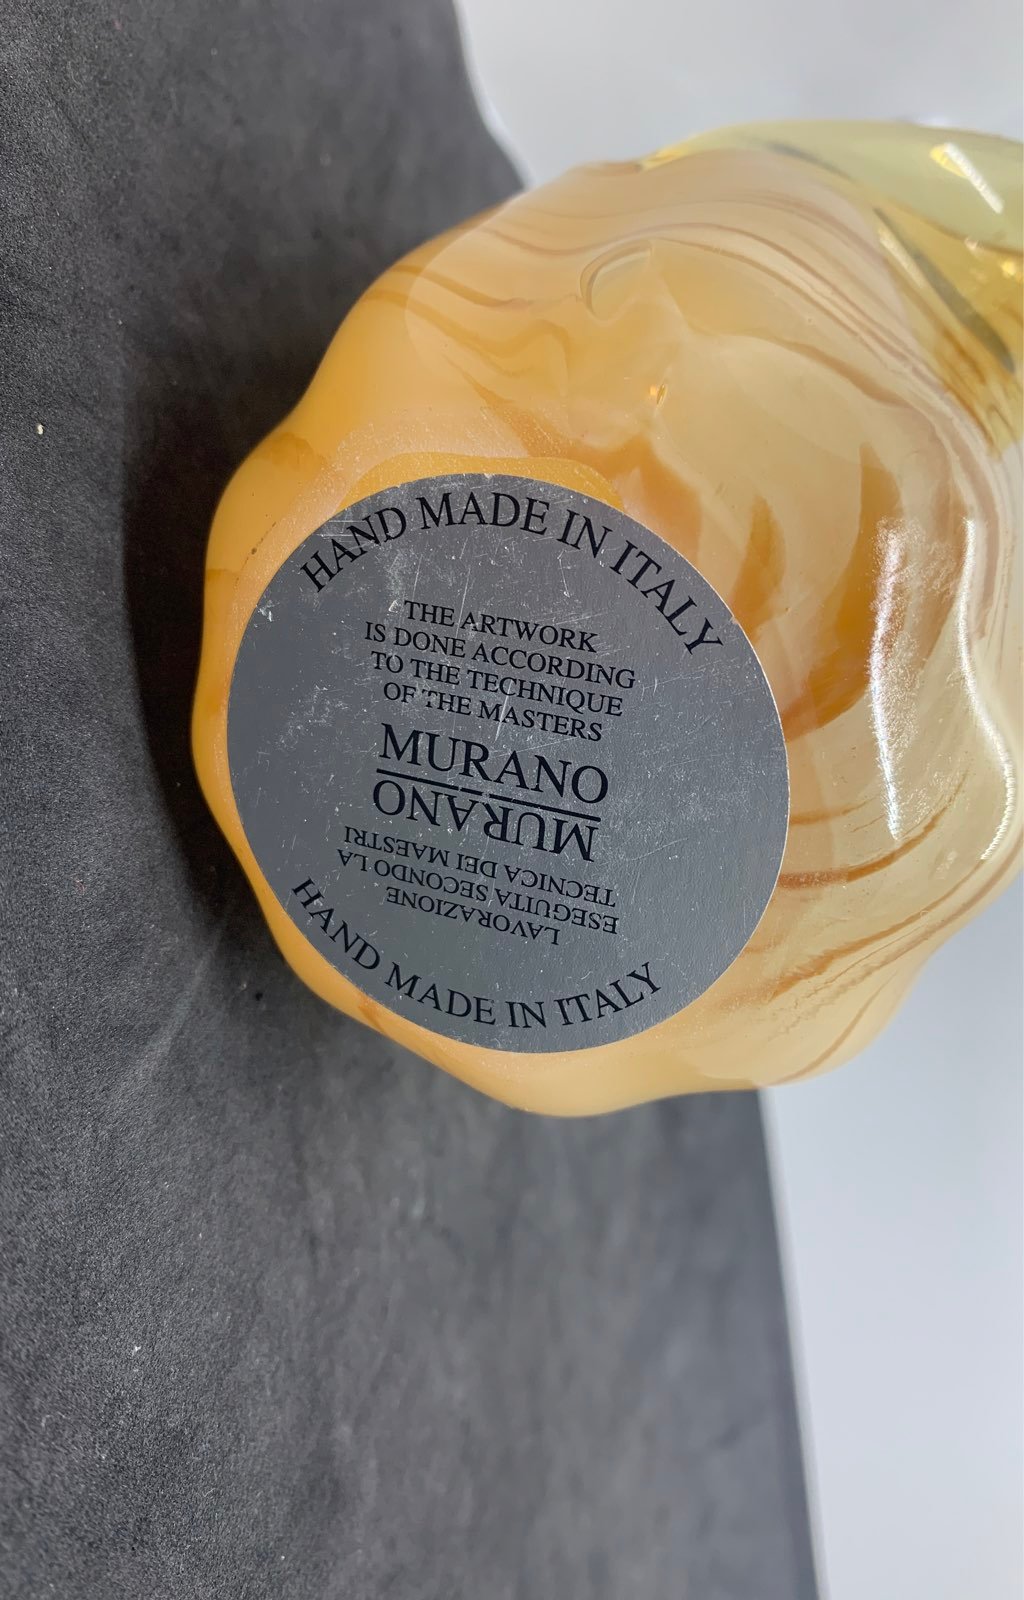 HAND MADE IN ITALY
THE ARTWORK
IS DONE ACCORDING
TO THE TECHNIQUE
OF THE MASTERS
MURANO
MURANO
LAVORAZIONE
ESEGUITA SECONDO LA
TECNICA DEI MAESTRI
HAND MADE IN ITALY